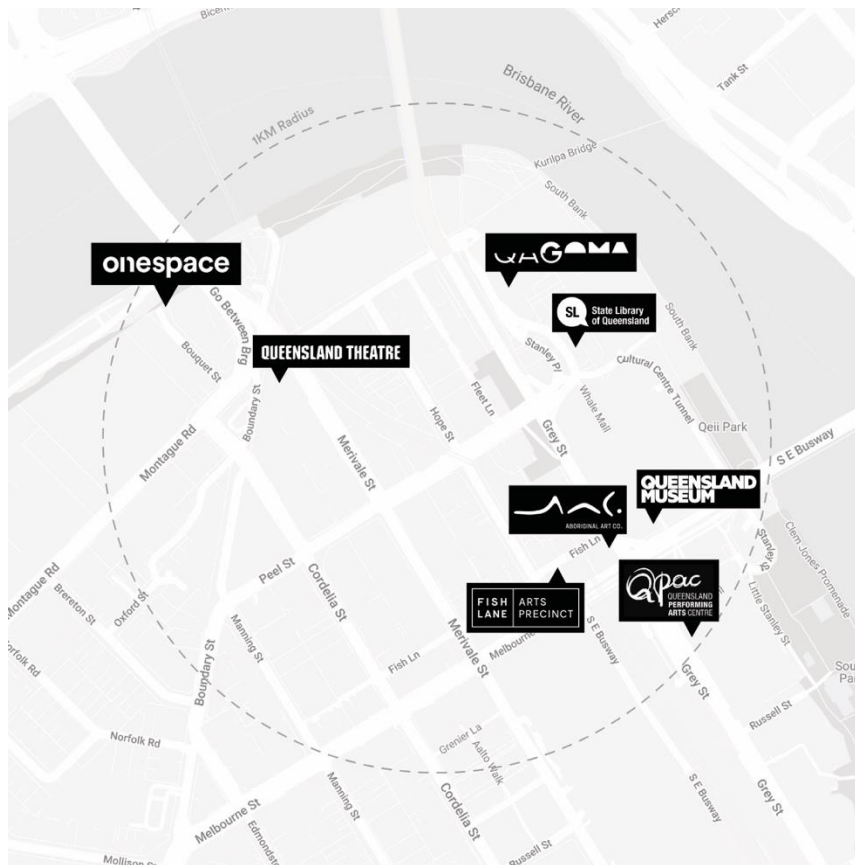 Bicen
Herschel
Tank St
Brisbane River
1KM Radius
Kurilpa Bridge
South Bank
onespace
QAGOMA
SL
State Library
of Queensland
Go Between Brg
South Bank
QUEENSLAND THEATRE
Bouquet St
Stanley Pl
Cultural Centre Tunnel
Fleet Ln
Whale Mall
Boundary St
Hope St
Grey St
Qeii Park
Montague Rd
Merivale St
S E Busway
QUEENSLAND
MUSEUM
ABORIGINAL ART CO.
Fish Ln
Stanley St
Clem Jones Promenade
Peel St
Montague Rd
Cordelia St
Qpac
QUEENSLAND
PERFORMING
ARTS CENTRE
Little Stanley St
FISH
LANE
ARTS
PRECINCT
Brereton St
Oxford St
Manning St
Merivale St
Melbourne
S E Busway
Fish Ln
Boundary St
Grey St
Sou
Pa
Norfolk Rd
orfolk Rd
Russell St
Grenier La
Aalto Walk
Manning St
Cordelia St
S E Busway
Grey St
Melbourne St
Edmondst
Russell St
Mollison St